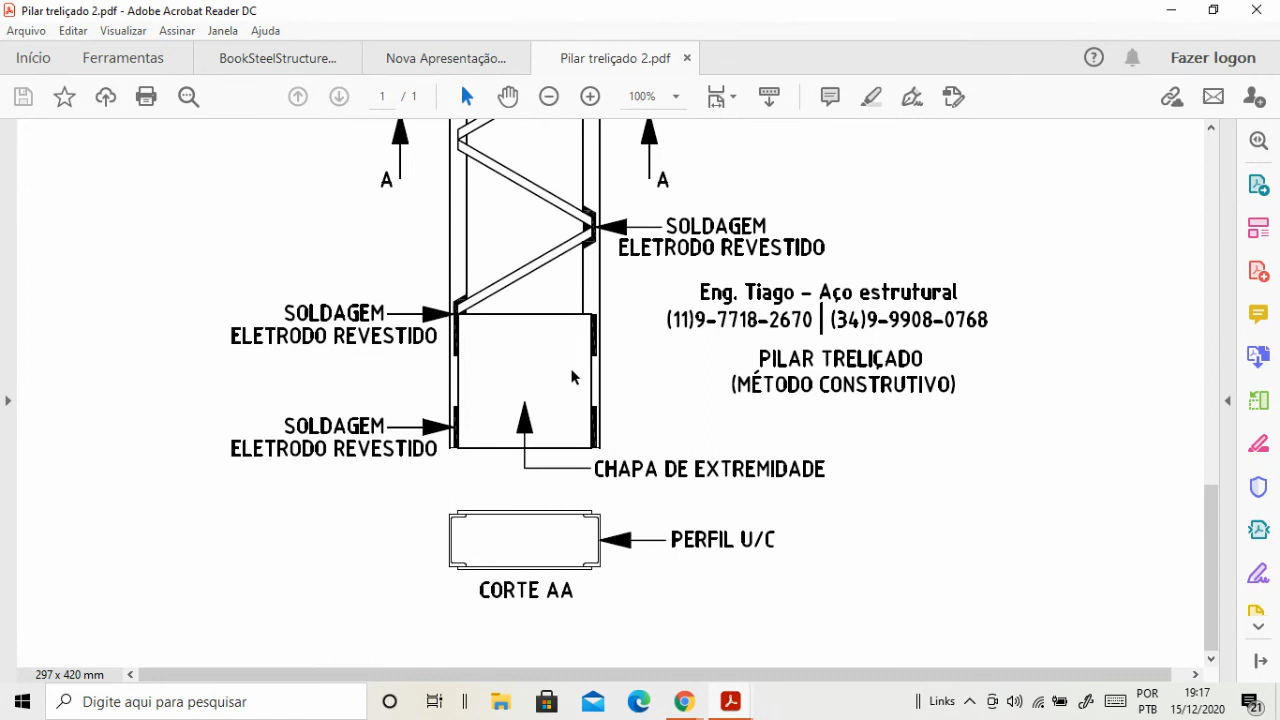 Pilar treliçado 2.pdf - Adobe Acrobat Reader DC
Arquivo Editar Visualizar Assinar Janela Ajuda
Início Ferramentas BookSteelStructure... Nova Apresentação... Pilar treliçado 2.pdf × Fazer logon
1 / 1 100%
A A
SOLDAGEM
ELETRODO REVESTIDO
Eng. Tiago - Aço estrutural
(11)9-7718-2670 | (34)9-9908-0768
SOLDAGEM
ELETRODO REVESTIDO
PILAR TRELIÇADO
(MÉTODO CONSTRUTIVO)
SOLDAGEM
ELETRODO REVESTIDO
CHAPA DE EXTREMIDADE
PERFIL U/C
CORTE AA
297 x 420 mm
Digite aqui para pesquisar
Links
POR
PTB
19:17
15/12/2020
21